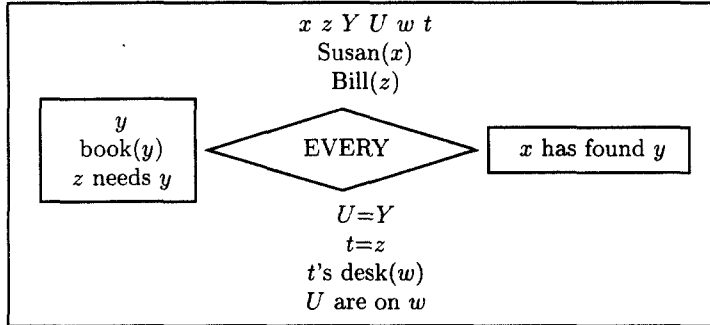 x z Y U w t
Susan(x)
Bill(z)
y
book(y)
z needs y
EVERY
x has found y
U=Y
t=z
t's desk(w)
U are on w